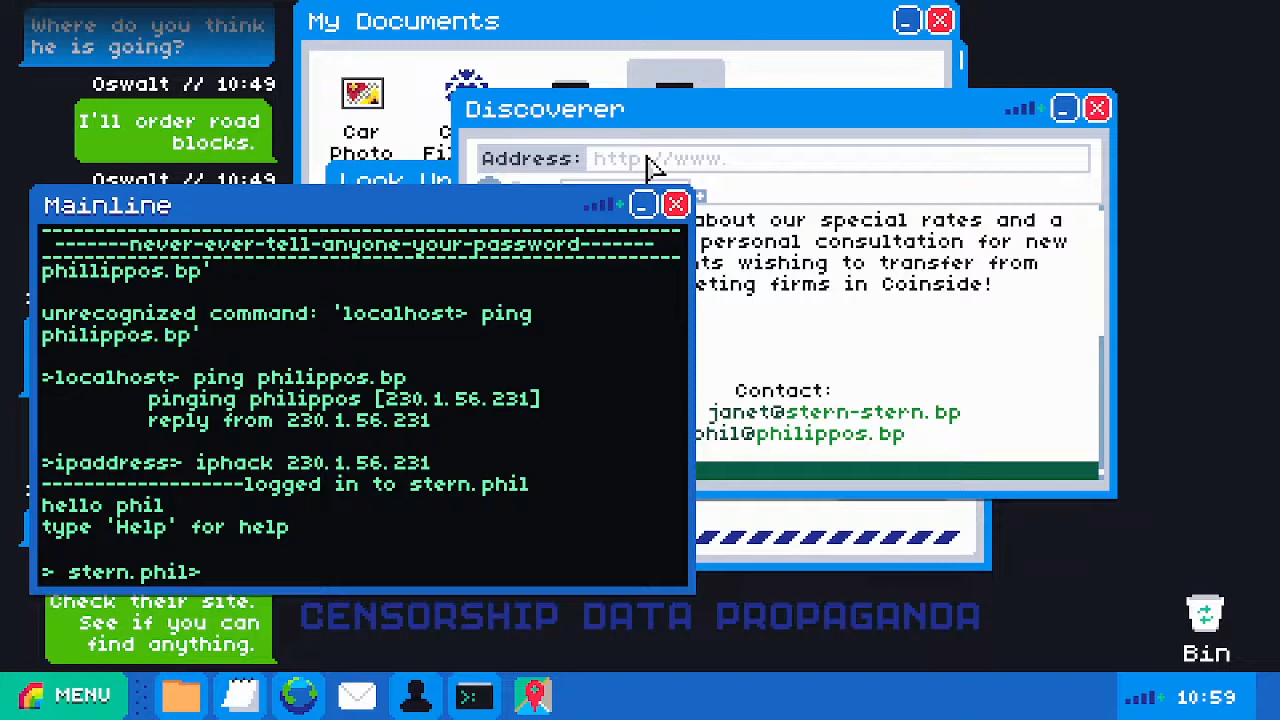 Where do you think
he is going?
Oswalt // 10:49
I'll order road
blocks.
Oswalt // 10:49
Check their site.
See if you can
find anything.
My Documents
Car
Photo
Discoverer
Address: http://www.
about our special rates and a
personal consultation for new
wishing to transfer from
firms in Coinside!
Contact:
janet@stern-stern.bp
phil@philippos.bp
Look Up
Mainline
-------never-ever-tell-anyone-your-password-------
phillippos.bp'
unrecognized command: 'localhost> ping
philippos.bp'
>localhost> ping philippos.bp
pinging philippos [230.1.56.231]
reply from 230.1.56.231
>ipaddress> iphack 230.1.56.231
------------------logged in to stern.phil
hello phil
type 'Help' for help
> stern.phil>
CENSORSHIP DATA PROPAGANDA
Bin
MENU
10:59